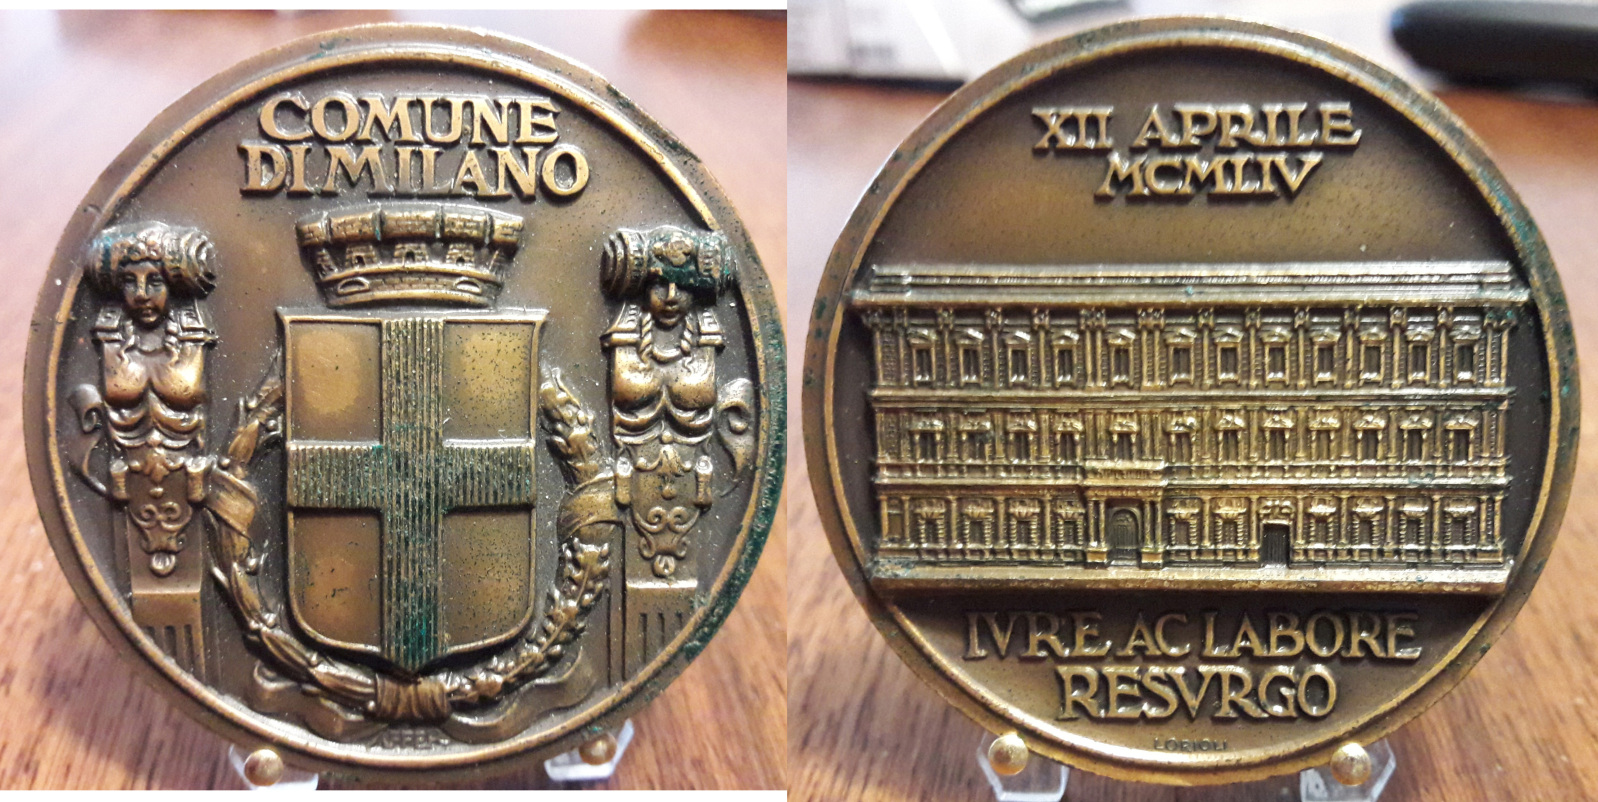 COMUNE
DI MILANO
XII APRILE
MCMLIV
IVRE AC LABORE
RESVRGO
LORIOLI